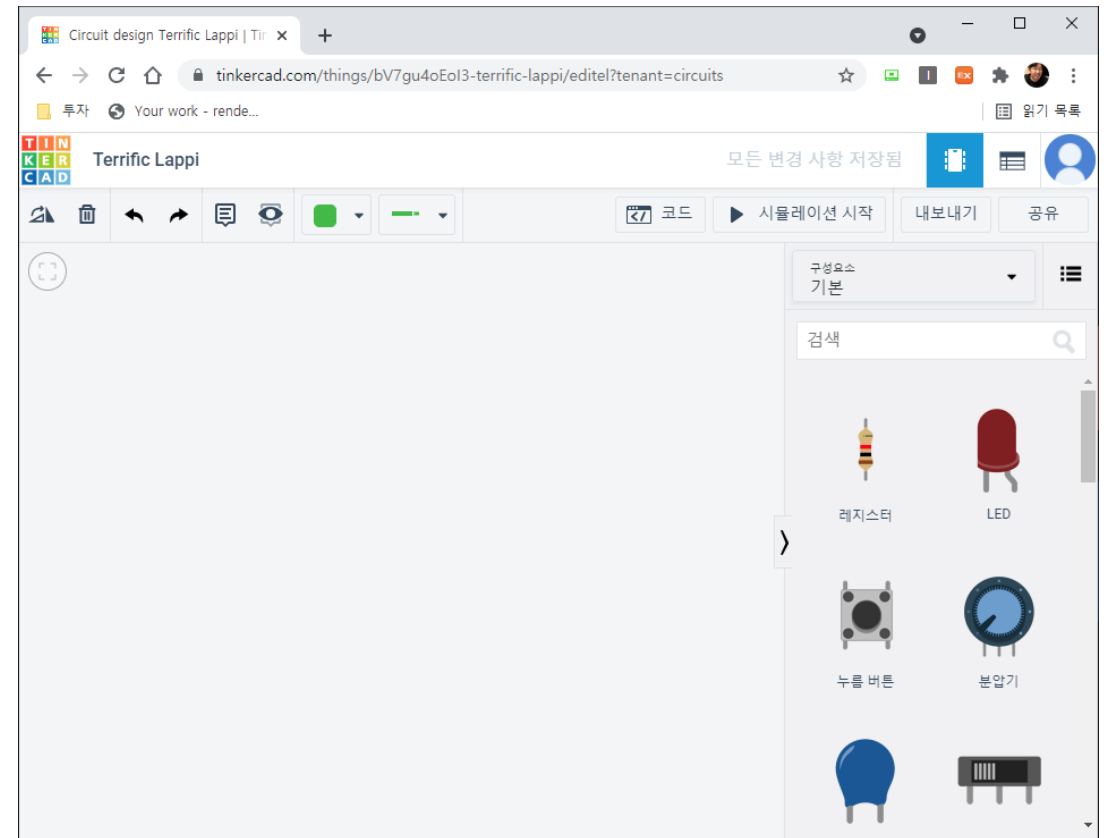 Circuit design Terrific Lappi | Tin
tinkercad.com/things/bV7gu4oEoI3-terrific-lappi/editel?tenant=circuits
투자
Your work - rende...
읽기 목록
TIN
KER
CAD
Terrific Lappi
모든 변경 사항 저장됨
코드
시뮬레이션 시작
내보내기
공유
구성요소
기본
검색
레지스터
LED
누름 버튼
분압기